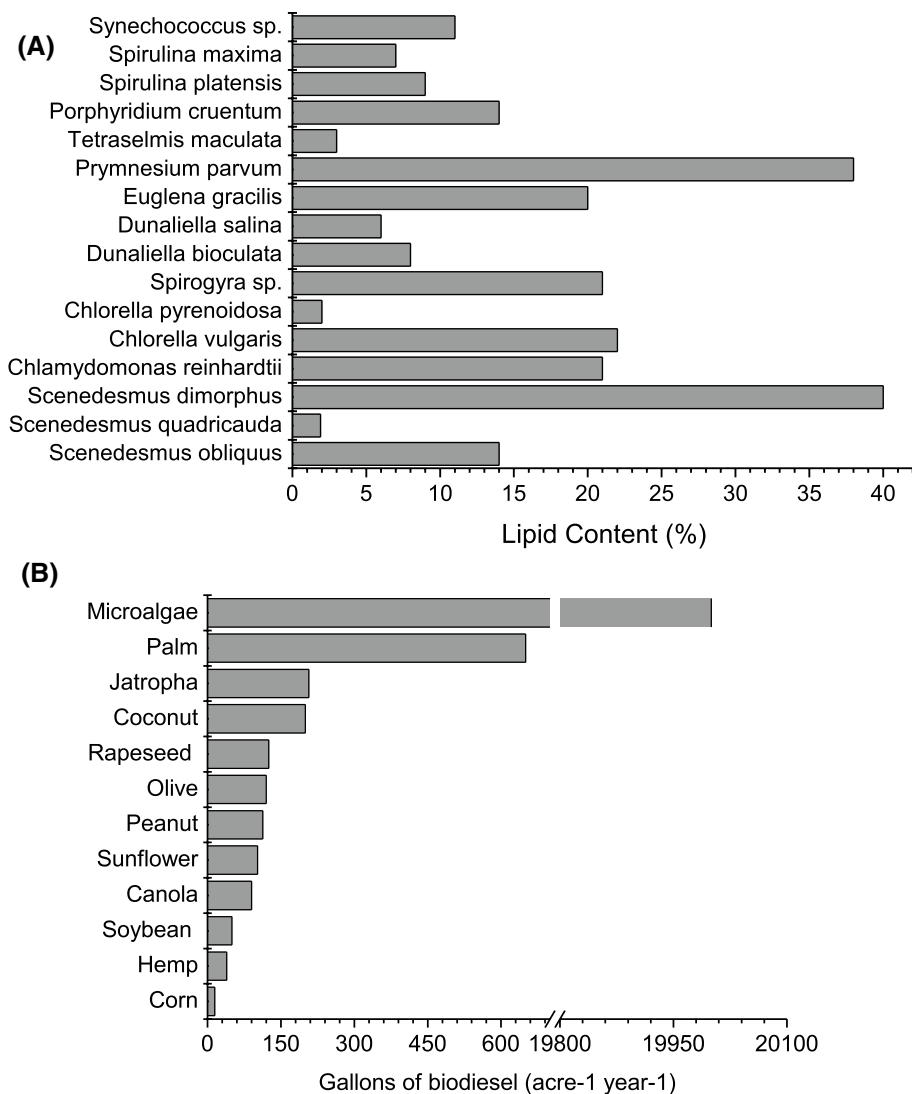 (A)
Synechococcus sp.
Spirulina maxima
Spirulina platensis
Porphyridium cruentum
Tetraselmis maculata
Prymnesium parvum
Euglena gracilis
Dunaliella salina
Dunaliella bioculata
Spirogyra sp.
Chlorella pyrenoidosa
Chlorella vulgaris
Chlamydomonas reinhardtii
Scenedesmus dimorphus
Scenedesmus quadricauda
Scenedesmus obliquus
0 5 10 15 20 25 30 35 40
Lipid Content (%)
(B)
Microalgae
Palm
Jatropha
Coconut
Rapeseed
Olive
Peanut
Sunflower
Canola
Soybean
Hemp
Corn
0 150 300 450 600 19800 19950 20100
Gallons of biodiesel (acre-1 year-1)